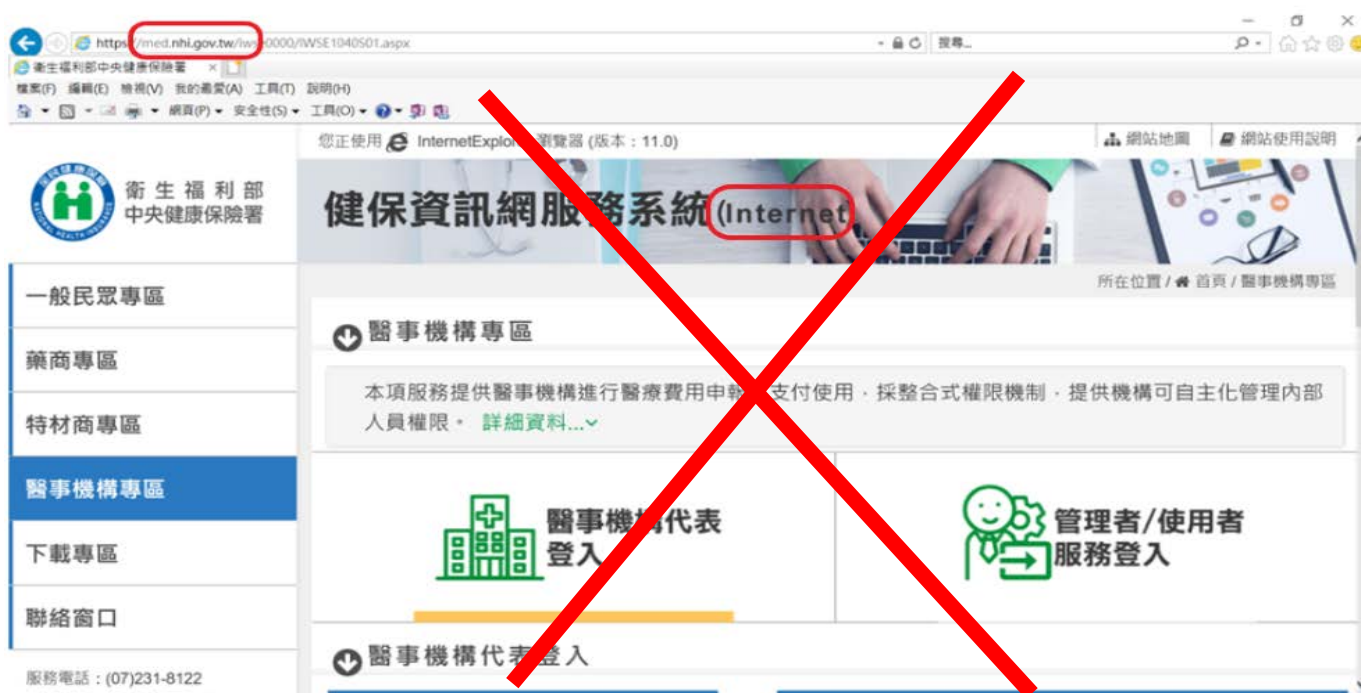 https://med.nhi.gov.tw/iwse0000/IWSE1040S01.aspx
搜尋...
衛生福利部中央健康保險署
檔案(F) 編輯(E) 檢視(V) 我的最愛(A) 工具(T) 說明(H)
網頁(P) 安全性(S) 工具(O)
您正使用 InternetExplorer 瀏覽器 (版本：11.0)
網站地圖 網站使用說明
衛生福利部
中央健康保險署
健保資訊網服務系統(Internet
所在位置 / 首頁 / 醫事機構專區
一般民眾專區
藥商專區
特材商專區
醫事機構專區
下載專區
聯絡窗口
服務電話：(07)231-8122
醫事機構專區
本項服務提供醫事機構進行醫療費用申報 支付使用，採整合式權限機制，提供機構可自主化管理內部
人員權限。 詳細資料...
醫事機構代表
登入
管理者/使用者
服務登入
醫事機構代表登入